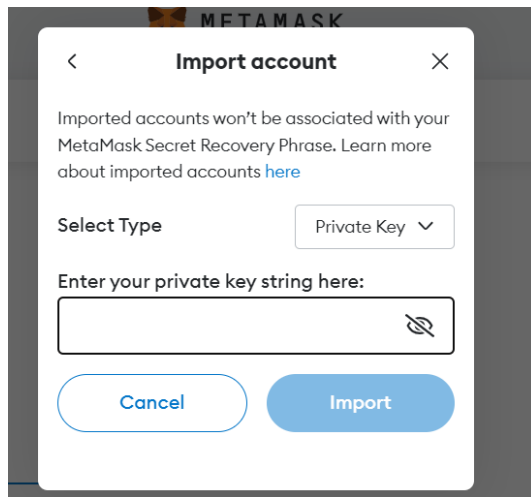 METAMASK
Import account
Imported accounts won't be associated with your
MetaMask Secret Recovery Phrase. Learn more
about imported accounts here
Select Type
Private Key
Enter your private key string here:
Cancel
Import